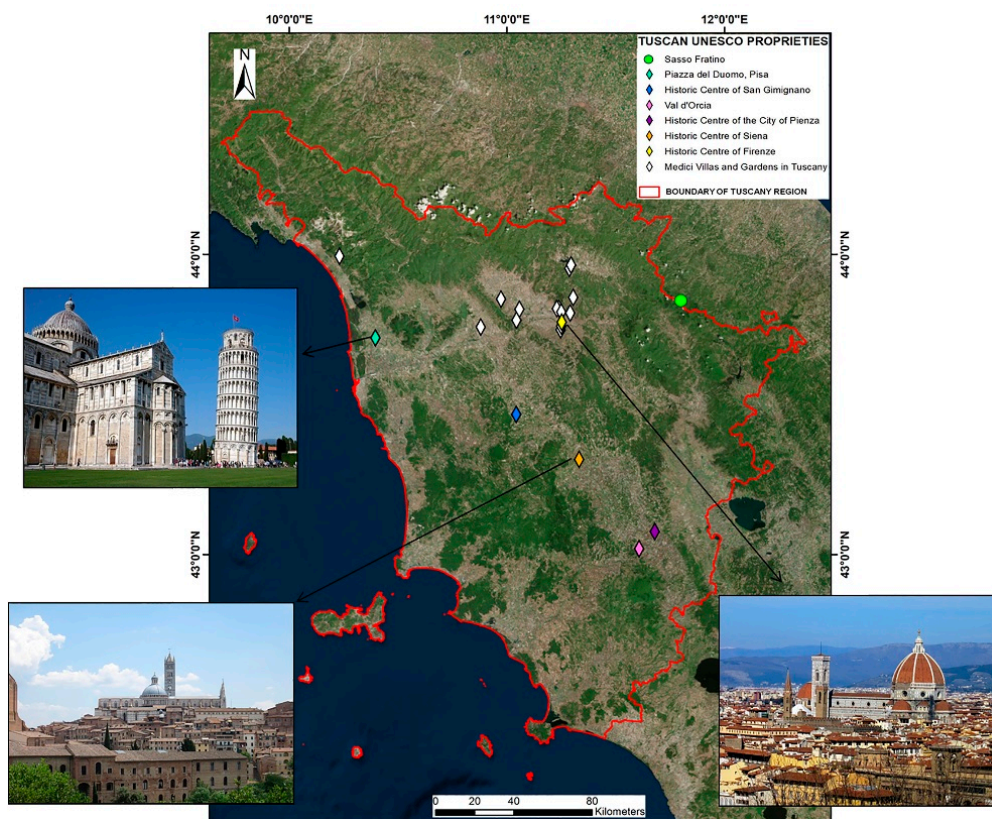 10°0'0"E
11°0'0"E
12°0'0"E
N
TUSCAN UNESCO PROPRIETIES
Sasso Fratino
Piazza del Duomo, Pisa
Historic Centre of San Gimignano
Val d'Orcia
Historic Centre of the City of Pienza
Historic Centre of Siena
Historic Centre of Firenze
Medici Villas and Gardens in Tuscany
BOUNDARY OF TUSCANY REGION
44°0'0"N
44°0'0"N
43°0'0"N
43°0'0"N
0 20 40 80
Kilometers